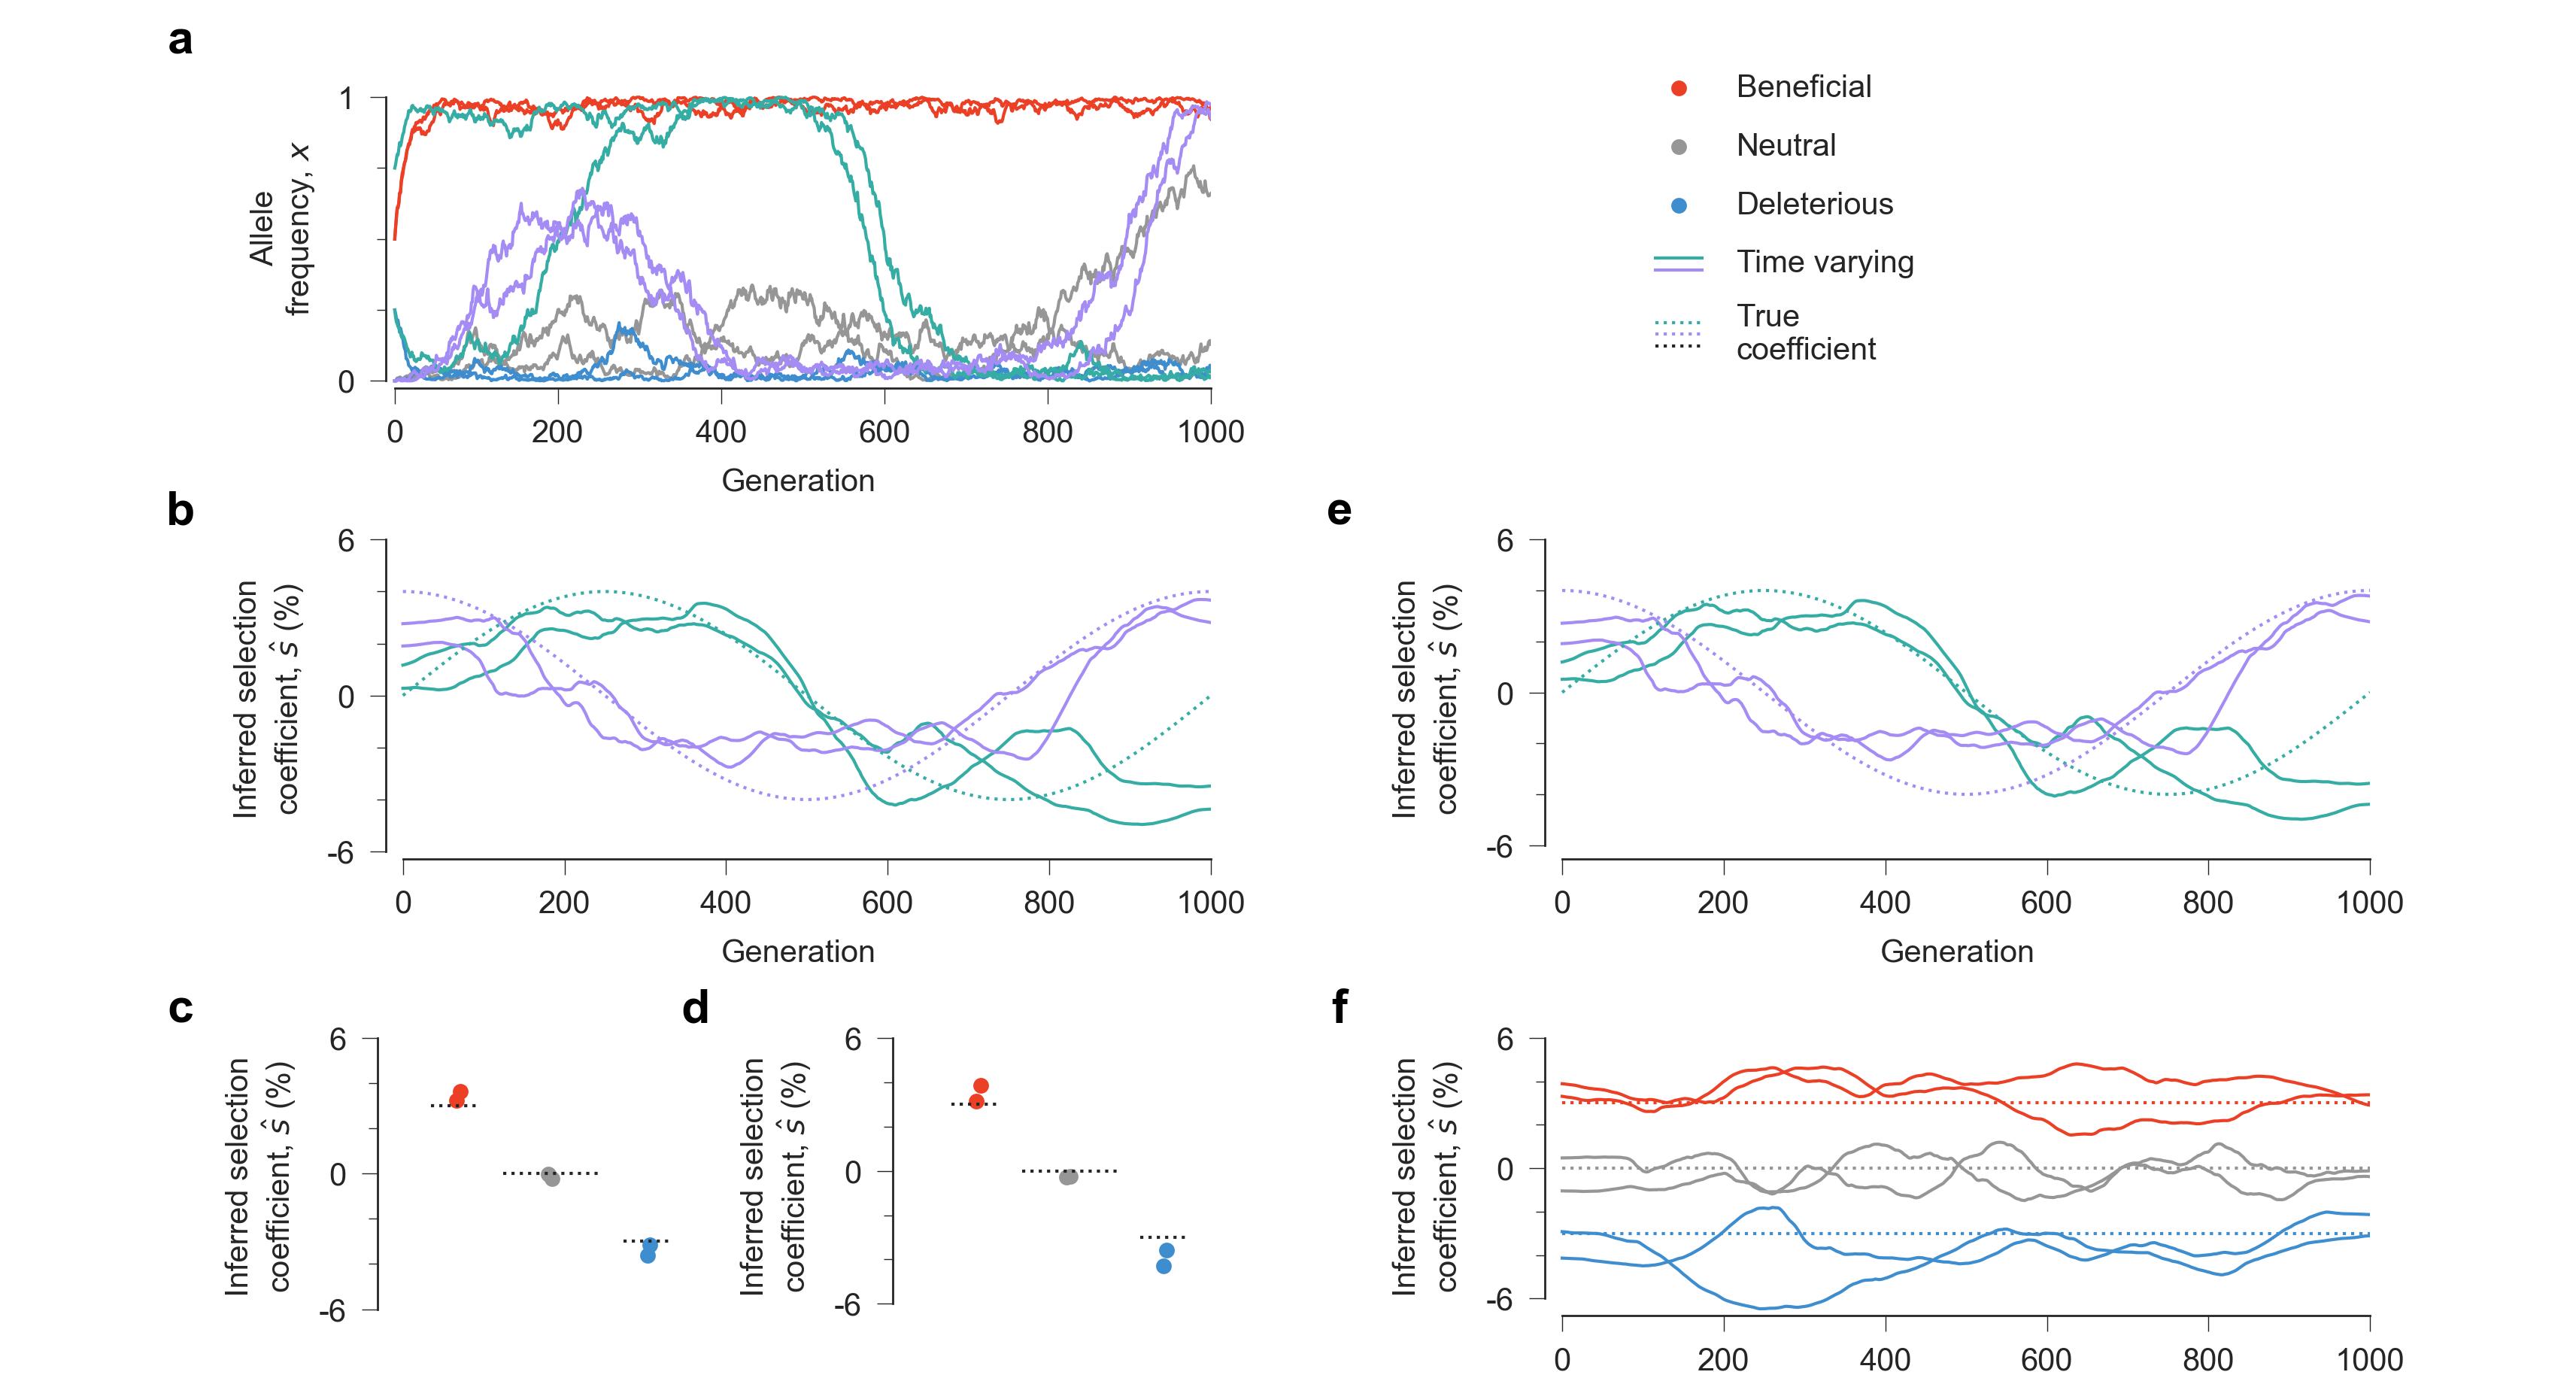 a
1
0
Allele
frequency, x
0 200 400 600 800 1000
Generation
Beneficial
Neutral
Deleterious
Time varying
True
coefficient
b
6
0
-6
Inferred selection
coefficient, ŝ (%)
0 200 400 600 800 1000
Generation
e
6
0
-6
Inferred selection
coefficient, ŝ (%)
0 200 400 600 800 1000
Generation
c
6
0
-6
Inferred selection
coefficient, ŝ (%)
d
6
0
-6
Inferred selection
coefficient, ŝ (%)
f
6
0
-6
Inferred selection
coefficient, ŝ (%)
0 200 400 600 800 1000